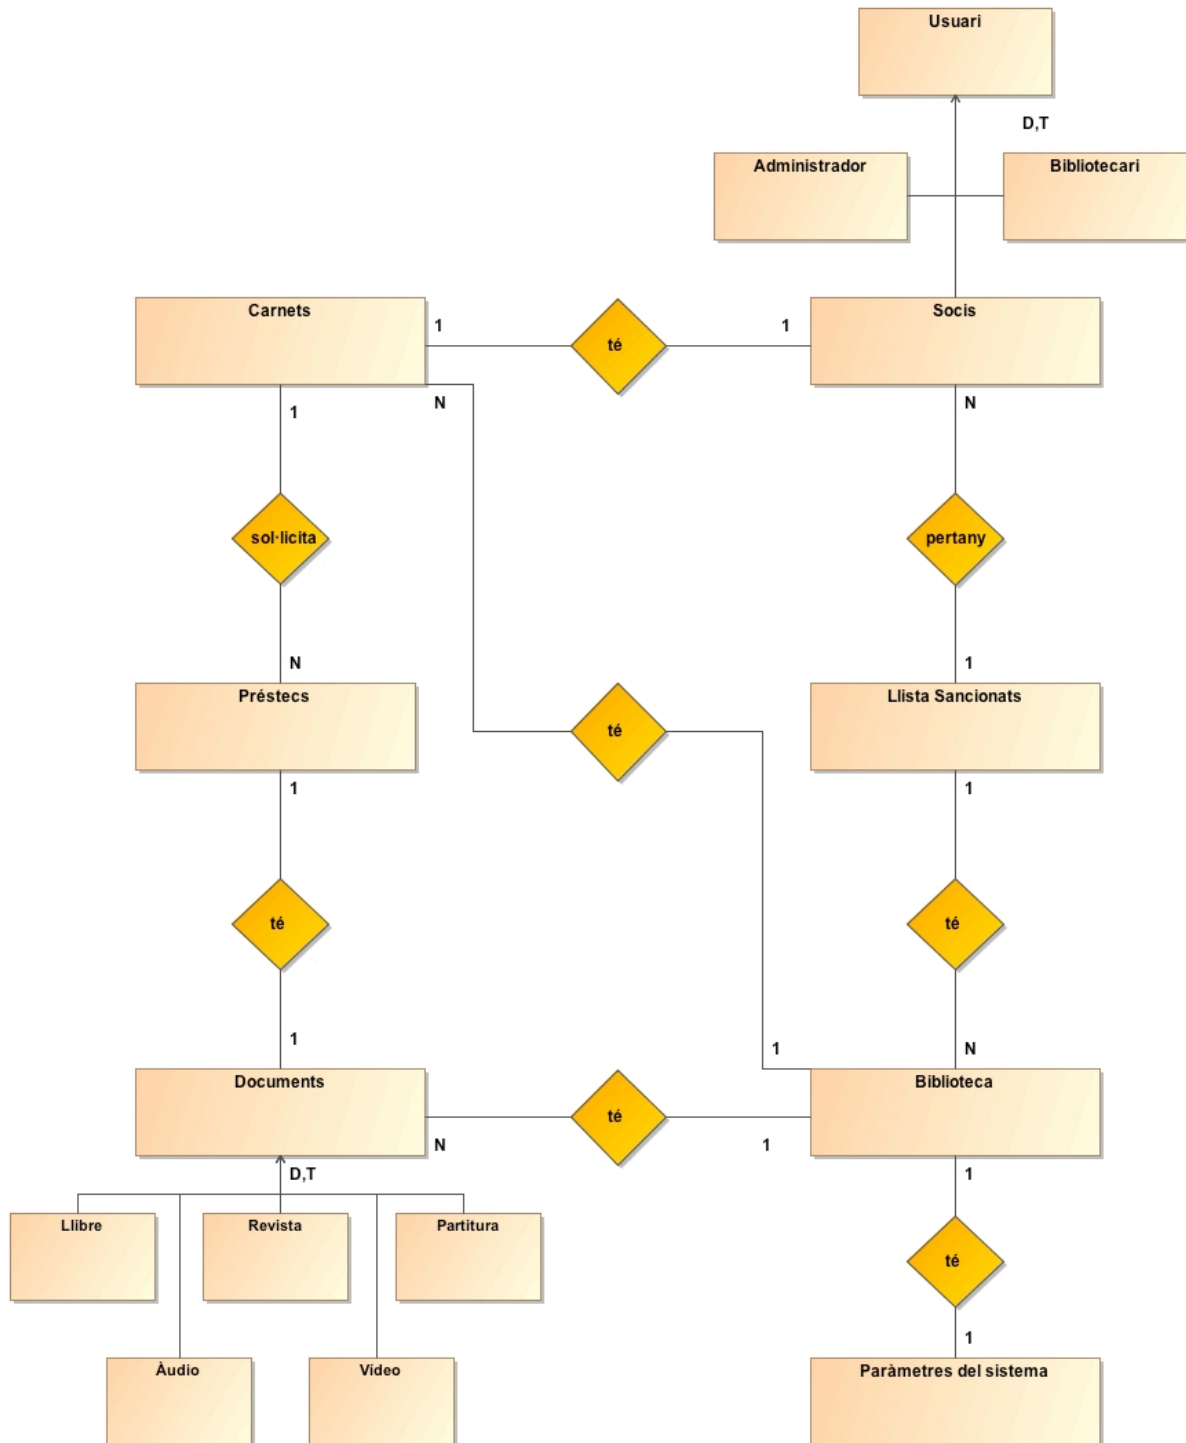 Usuari
D,T
Administrador
Bibliotecari
Carnets
1
té
1
Socis
1
N
N
sol·licita
pertany
N
1
Préstecs
té
Llista Sancionats
1
1
té
té
1
1
N
Documents
té
Biblioteca
N
1
D,T
1
Llibre
Revista
Partitura
té
1
Àudio
Vídeo
Paràmetres del sistema